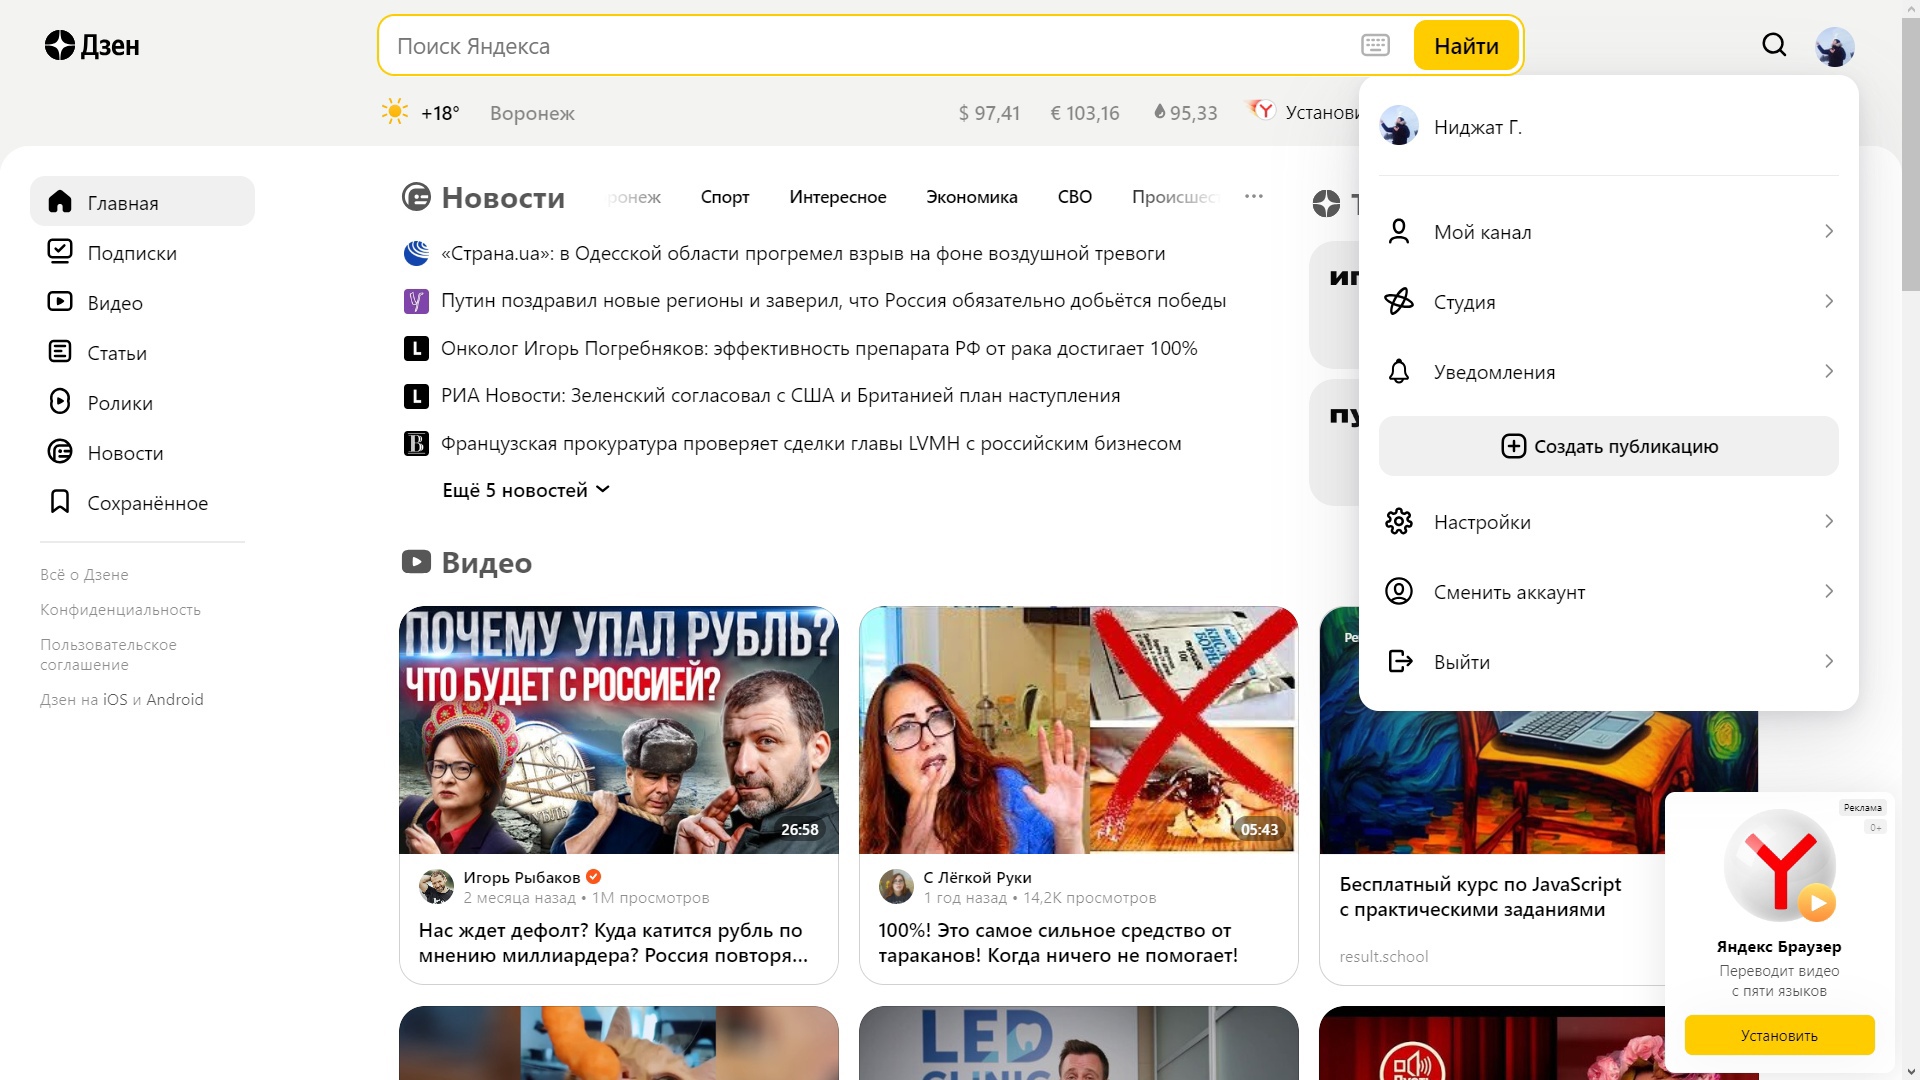 Дзен
Поиск Яндекса
Найти
+18° Воронеж
$ 97,41 € 103,16 95,33
Ниджат Г.
Мой канал
Студия
Уведомления
Создать публикацию
Настройки
Сменить аккаунт
Выйти
Главная
Подписки
Видео
Статьи
Ролики
Новости
Сохранённое
Всё о Дзене
Конфиденциальность
Пользовательское
соглашение
Дзен на iOS и Android
Новости
Спорт Интересное Экономика СВО
«Страна.ua»: в Одесской области прогремел взрыв на фоне воздушной тревоги
Путин поздравил новые регионы и заверил, что Россия обязательно добьётся победы
Онколог Игорь Погребняков: эффективность препарата РФ от рака достигает 100%
РИА Новости: Зеленский согласовал с США и Британией план наступления
Французская прокуратура проверяет сделки главы LVMH с российским бизнесом
Ещё 5 новостей
Видео
ПОЧЕМУ УПАЛ РУБЛЬ?
ЧТО БУДЕТ С РОССИЕЙ?
26:58
Игорь Рыбаков
2 месяца назад • 1М просмотров
Нас ждет дефолт? Куда катится рубль по
мнению миллиардера? Россия повторя...
05:43
С Лёгкой Руки
1 год назад • 14,2К просмотров
100%! Это самое сильное средство от
тараканов! Когда ничего не помогает!
Бесплатный курс по JavaScript
с практическими заданиями
result.school
Реклама
0+
Яндекс Браузер
Переводит видео
с пяти языков
Установить
LED